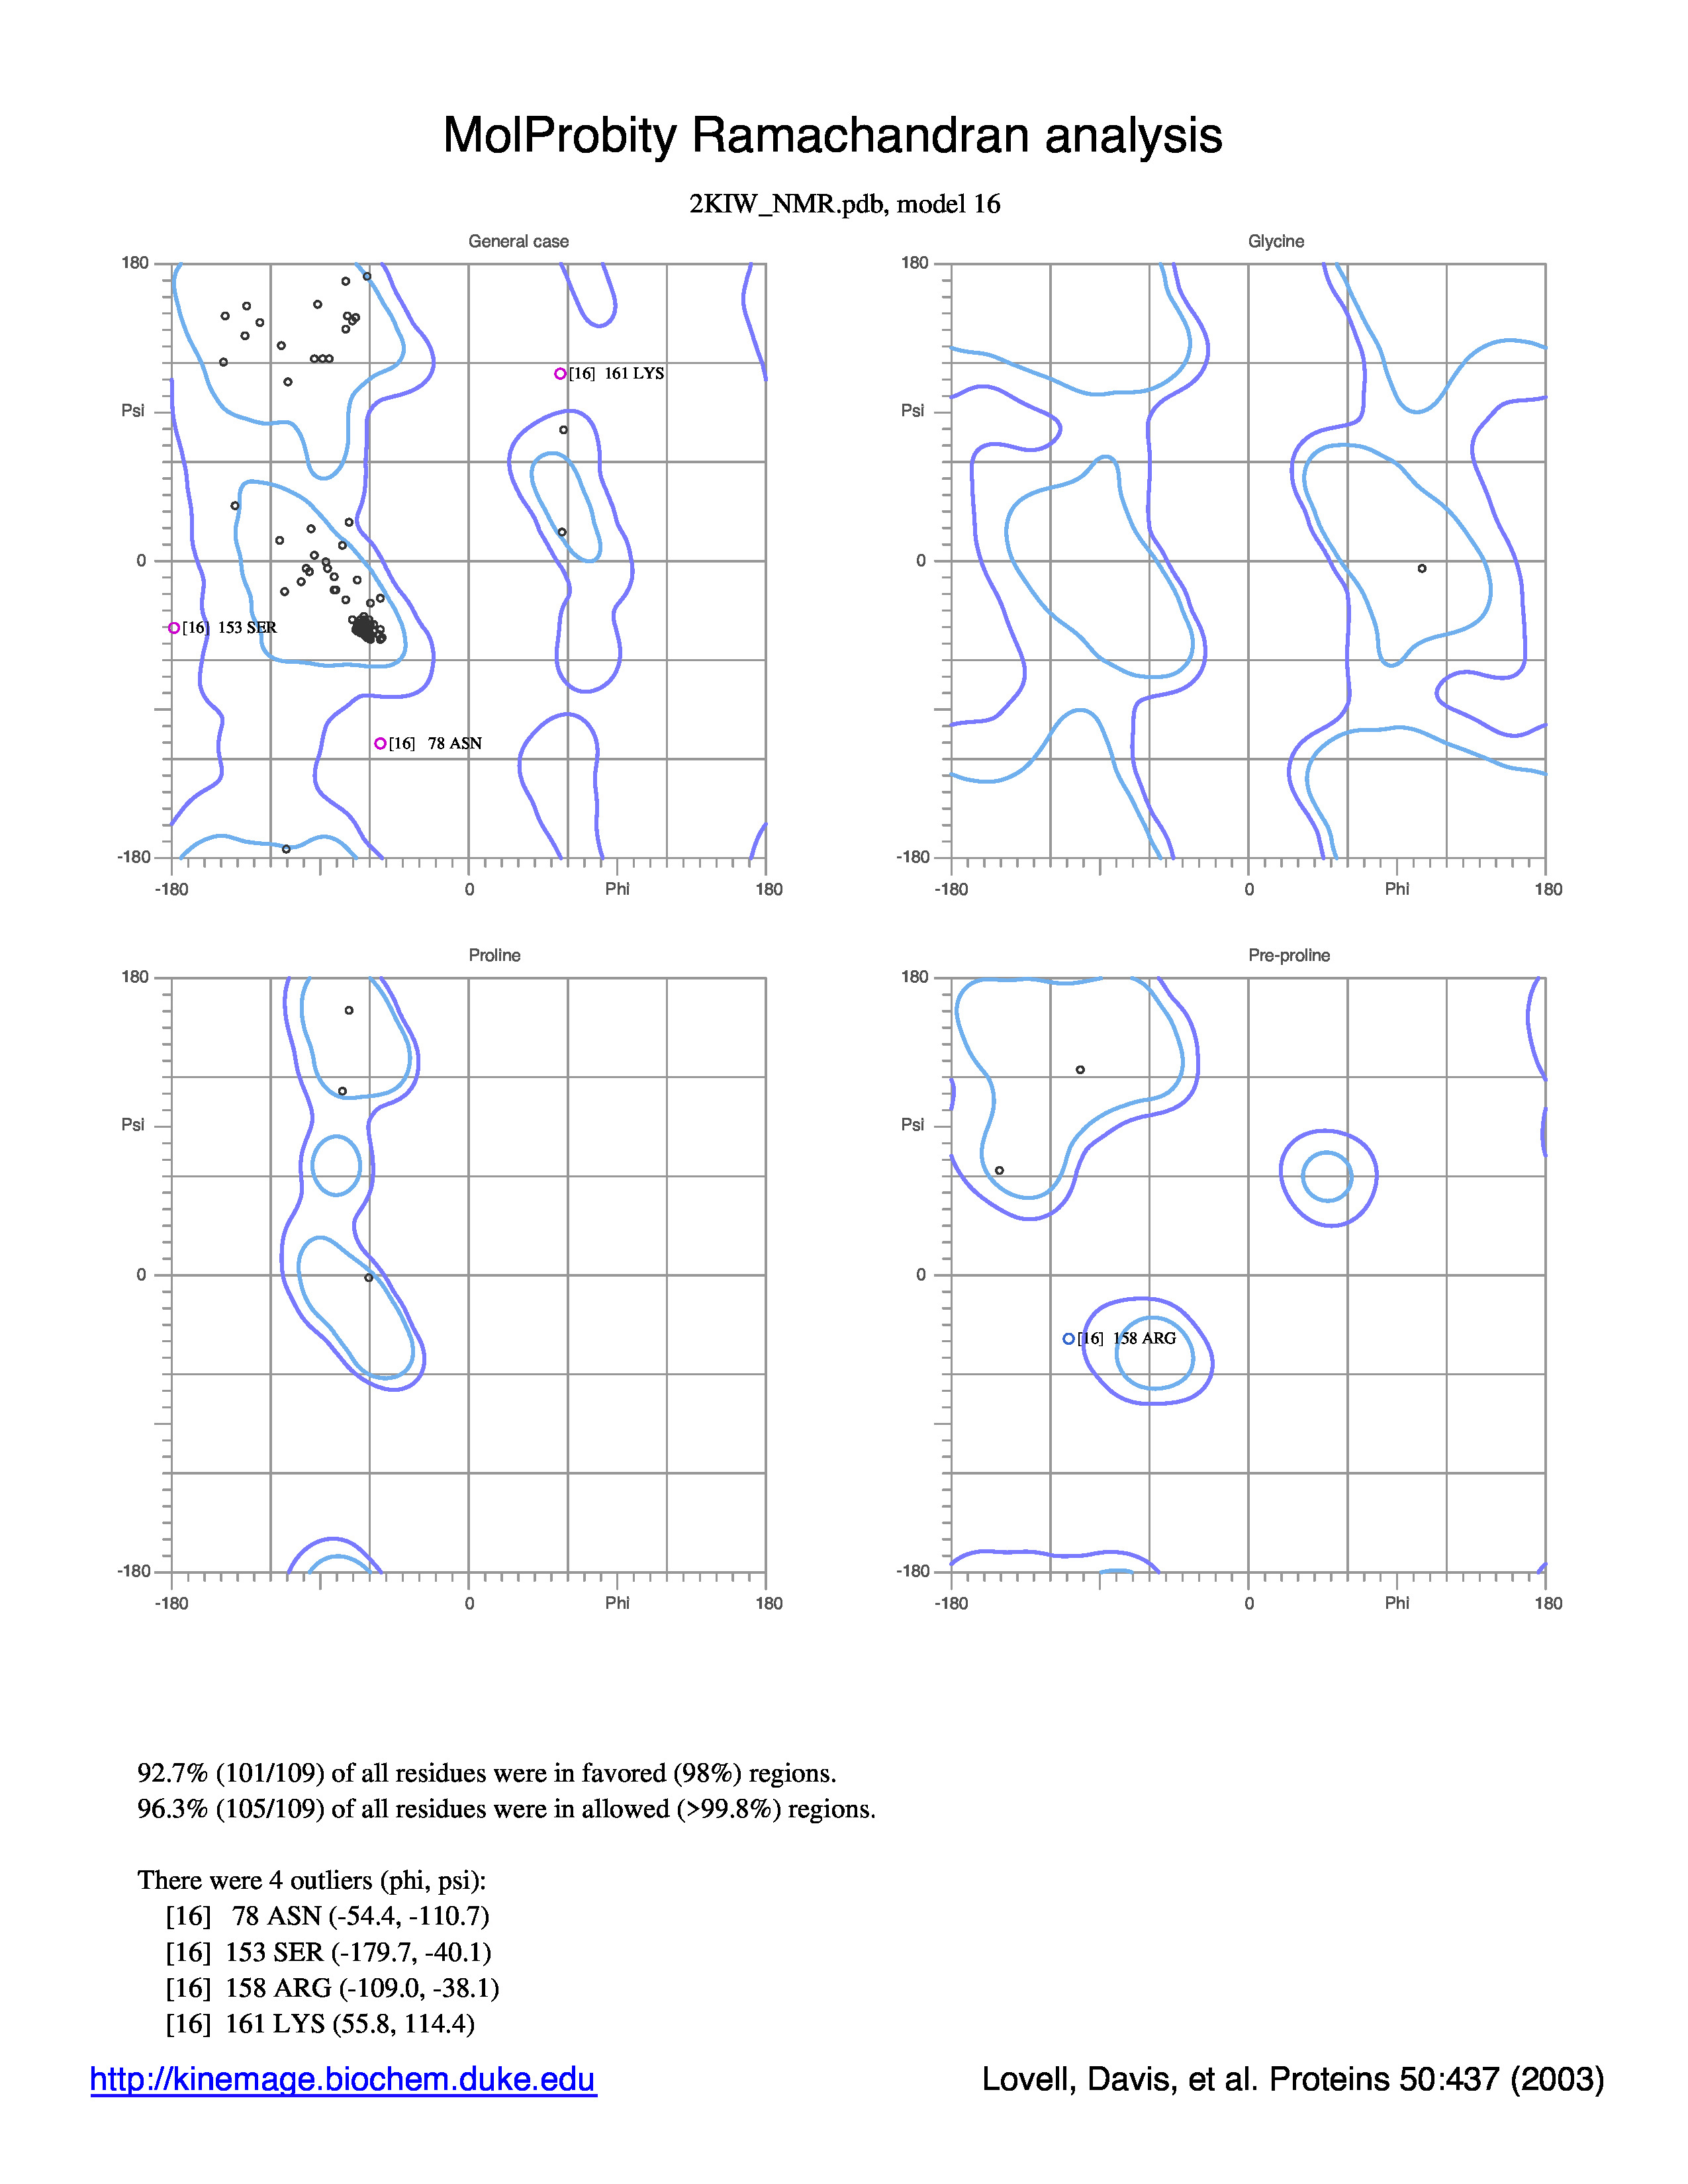 MolProbity Ramachandran analysis
2KIW_NMR.pdb, model 16
General case
180
Psi
0
-180
-180
0
Phi
180
[16] 161 LYS
[16] 153 SER
[16] 78 ASN
Glycine
180
Psi
0
-180
-180
0
Phi
180
Proline
180
Psi
0
-180
-180
0
Phi
180
Pre-proline
180
Psi
0
-180
-180
0
Phi
180
[16] 158 ARG
92.7% (101/109) of all residues were in favored (98%) regions.
96.3% (105/109) of all residues were in allowed (>99.8%) regions.
There were 4 outliers (phi, psi):
[16] 78 ASN (-54.4, -110.7)
[16] 153 SER (-179.7, -40.1)
[16] 158 ARG (-109.0, -38.1)
[16] 161 LYS (55.8, 114.4)
http://kinemage.biochem.duke.edu
Lovell, Davis, et al. Proteins 50:437 (2003)